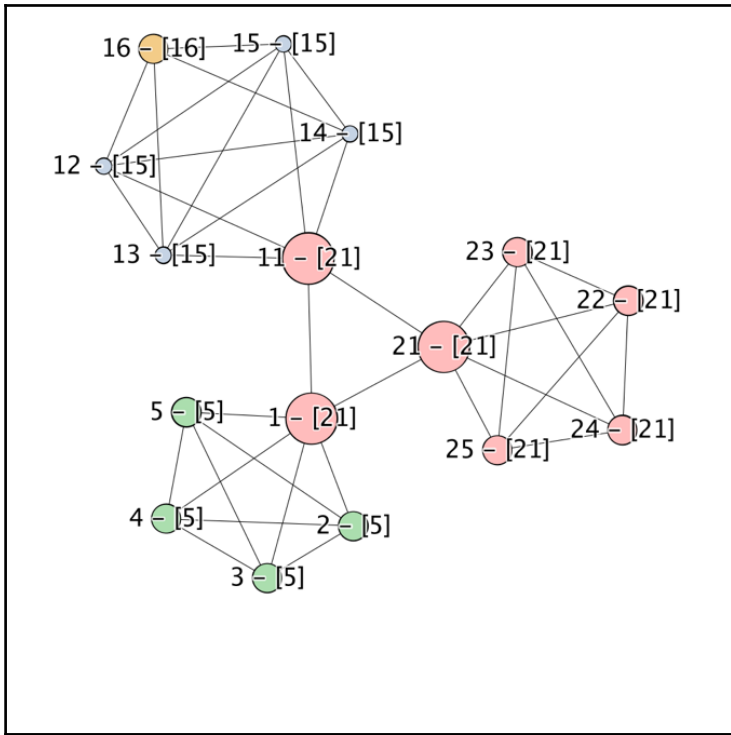 16 – [16]
15 – [15]
14 – [15]
12 – [15]
13 – [15]
11 – [21]
23 – [21]
22 – [21]
21 – [21]
5 – [5]
1 – [21]
24 – [21]
25 – [21]
4 – [5]
2 – [5]
3 – [5]